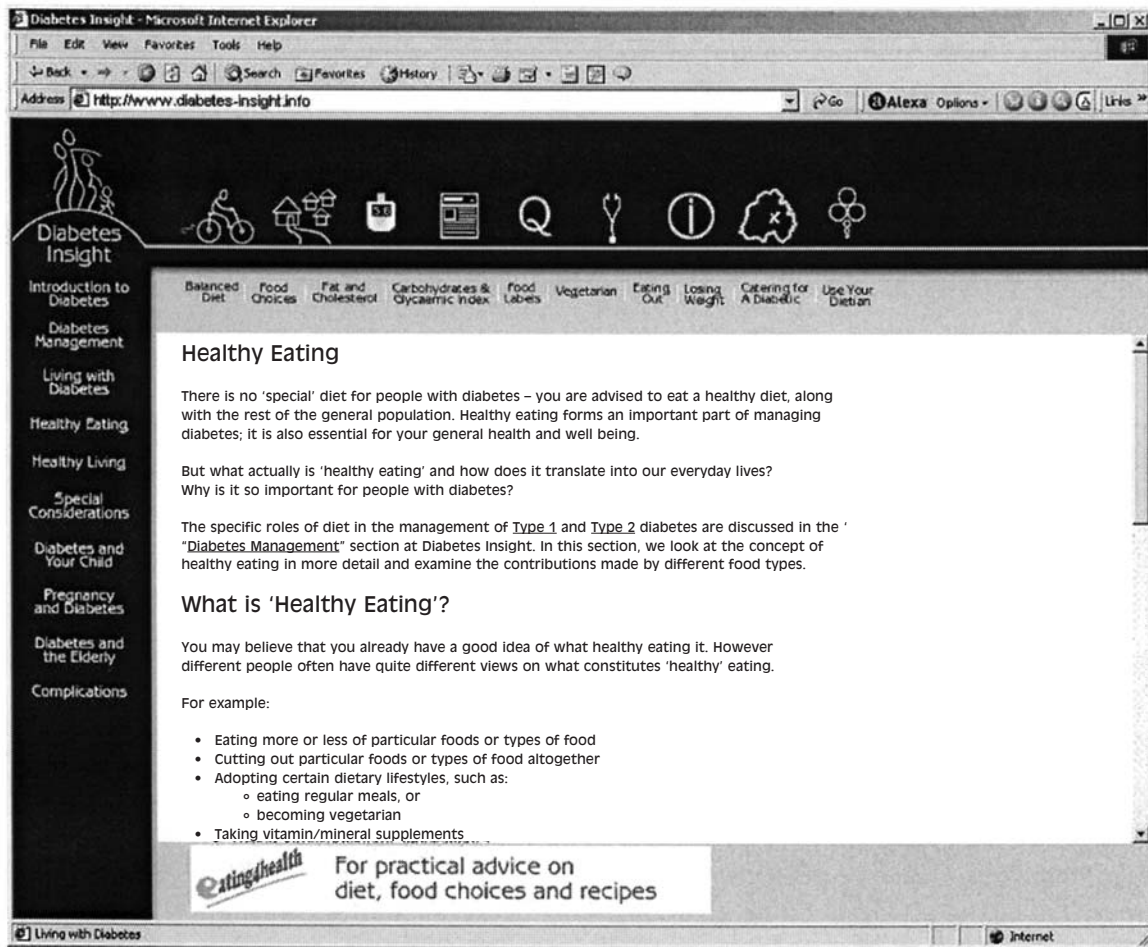 Diabetes Insight - Microsoft Internet Explorer
File Edit View Favorites Tools Help
Back Search Favorites History
Address http://www.diabetes-insight.info Go Alexa Options Links »
56 Q i x
Diabetes
Insight
Introduction to
Diabetes
Diabetes
Management
Living with
Diabetes
Healthy Eating
Healthy Living
Special
Considerations
Diabetes and
Your Child
Pregnancy
and Diabetes
Diabetes and
the Elderly
Complications
Balanced Diet
Food Choices
Fat and Cholesterol
Carbohydrates & Glycaemic Index
Food Labels
Vegetarian
Eating Out
Losing Weight
Catering for A Diabetic
Use Your Dietian
Healthy Eating
There is no ‘special’ diet for people with diabetes – you are advised to eat a healthy diet, along
with the rest of the general population. Healthy eating forms an important part of managing
diabetes; it is also essential for your general health and well being.
But what actually is ‘healthy eating’ and how does it translate into our everyday lives?
Why is it so important for people with diabetes?
The specific roles of diet in the management of Type 1 and Type 2 diabetes are discussed in the ‘
“Diabetes Management” section at Diabetes Insight. In this section, we look at the concept of
healthy eating in more detail and examine the contributions made by different food types.
What is ‘Healthy Eating’?
You may believe that you already have a good idea of what healthy eating it. However
different people often have quite different views on what constitutes ‘healthy’ eating.
For example:
• Eating more or less of particular foods or types of food
• Cutting out particular foods or types of food altogether
• Adopting certain dietary lifestyles, such as:
∘ eating regular meals, or
∘ becoming vegetarian
• Taking vitamin/mineral supplements
eating4health
For practical advice on
diet, food choices and recipes
Living with Diabetes
Internet